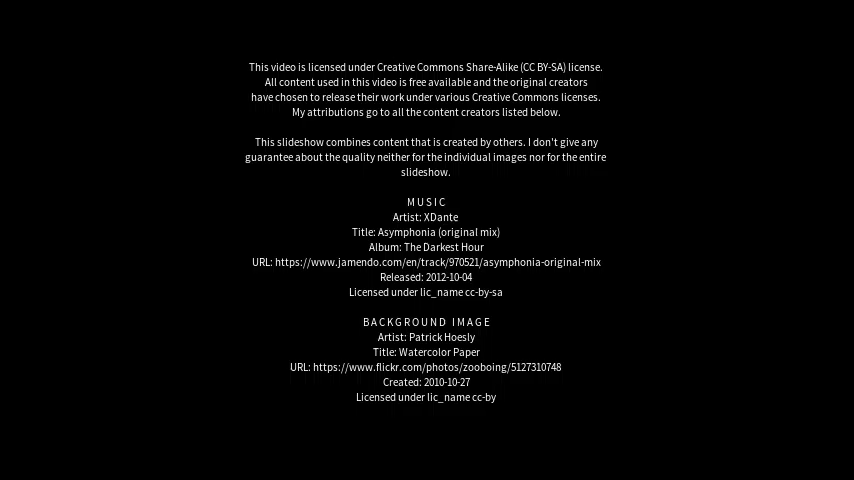 This video is licensed under Creative Commons Share-Alike (CC BY-SA) license.
All content used in this video is free available and the original creators
have chosen to release their work under various Creative Commons licenses.
My attributions go to all the content creators listed below.
This slideshow combines content that is created by others. I don't give any
guarantee about the quality neither for the individual images nor for the entire
slideshow.
MUSIC
Artist: XDante
Title: Asymphonia (original mix)
Album: The Darkest Hour
URL: https://www.jamendo.com/en/track/970521/asymphonia-original-mix
Released: 2012-10-04
Licensed under lic_name cc-by-sa
BACKGROUND IMAGE
Artist: Patrick Hoesly
Title: Watercolor Paper
URL: https://www.flickr.com/photos/zooboing/5127310748
Created: 2010-10-27
Licensed under lic_name cc-by